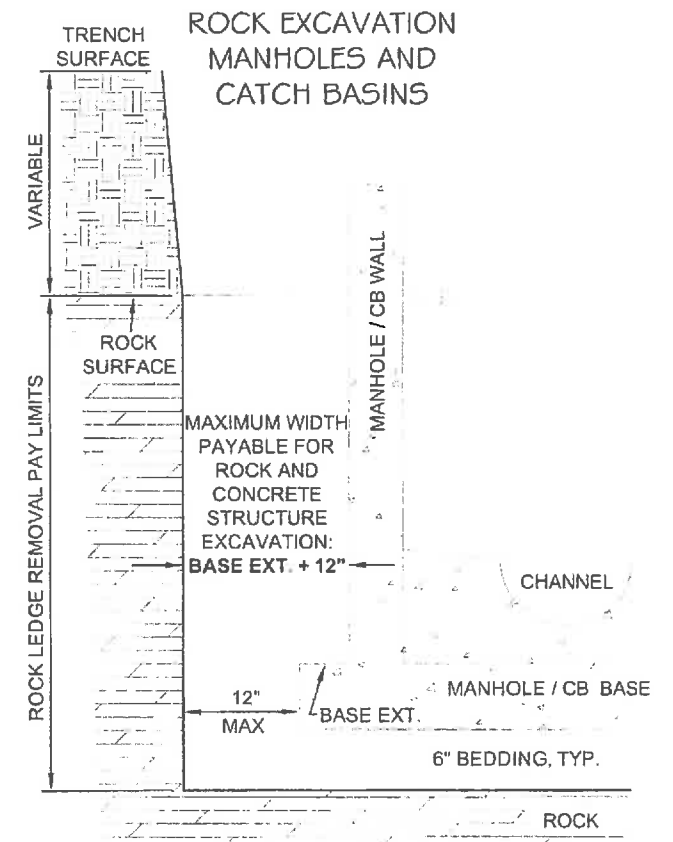 ROCK EXCAVATION
MANHOLES AND
CATCH BASINS
TRENCH
SURFACE
VARIABLE
ROCK
SURFACE
ROCK LEDGE REMOVAL PAY LIMITS
MANHOLE / CB WALL
MAXIMUM WIDTH
PAYABLE FOR
ROCK AND
CONCRETE
STRUCTURE
EXCAVATION:
BASE EXT. + 12"
CHANNEL
12"
MAX
BASE EXT.
MANHOLE / CB BASE
6" BEDDING, TYP.
ROCK